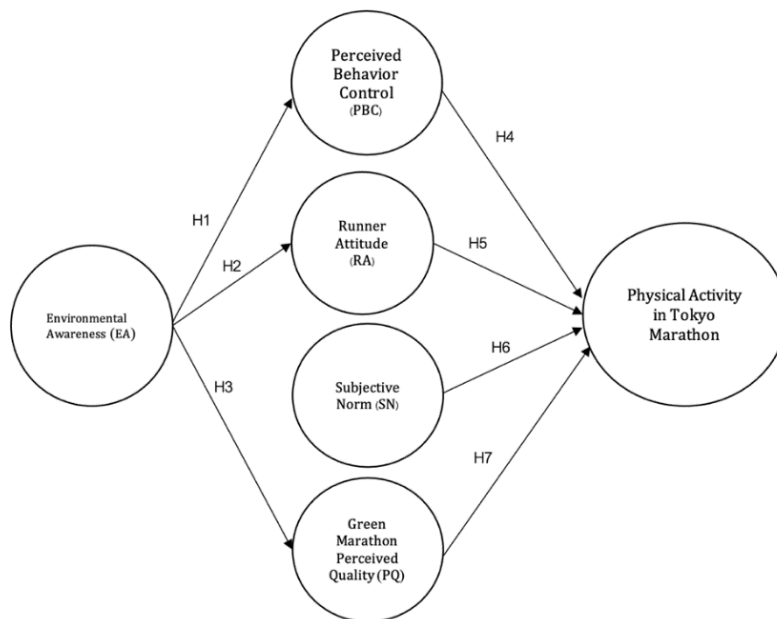 Perceived
Behavior
Control
(PBC)
H4
H1
Runner
Attitude
(RA)
H5
H2
Environmental
Awareness (EA)
Physical Activity
in Tokyo
Marathon
H6
Subjective
Norm (SN)
H3
H7
Green
Marathon
Perceived
Quality (PQ)